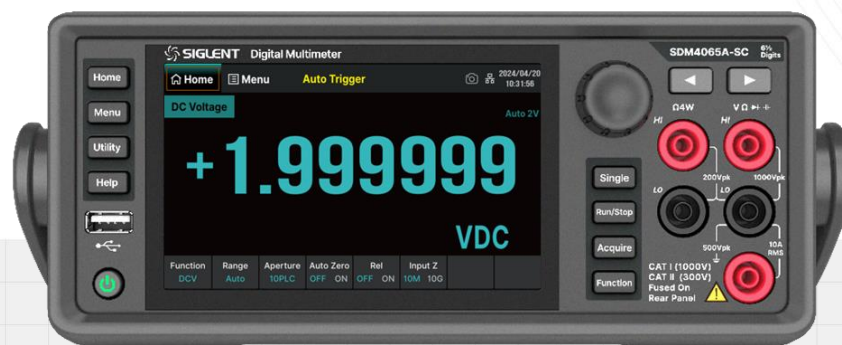 SIGLENT Digital Multimeter
SDM4065A-SC 6½ Digits
Home
Menu
Utility
Help
Home Menu Auto Trigger 2024/04/20
10:31:56
DC Voltage
Auto 2V
+1.999999
VDC
Function Range Aperture Auto Zero Rel Input Z
DCV Auto 10PLC OFF ON OFF ON 10M 10G
Single
Run/Stop
Acquire
Function
Ω4W VΩ
HI HI
200Vpk 1000Vpk
LO LO
500Vpk 10A
RMS
CAT I (1000V)
CAT II (300V)
Fused On
Rear Panel